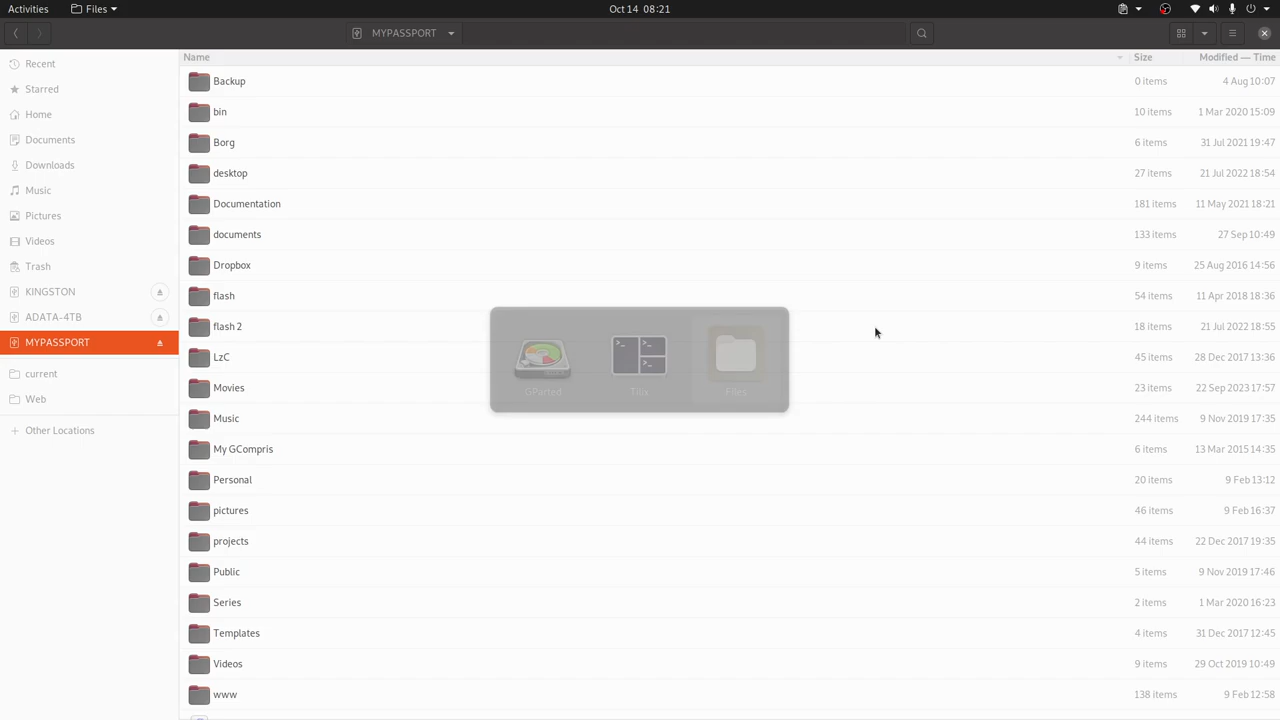 Activities Files Oct 14 08:21
MYPASSPORT
Name Size Modified — Time
Recent
Starred
Home
Documents
Downloads
Music
Pictures
Videos
Trash
KINGSTON
ADATA-4TB
MYPASSPORT
current
Web
Other Locations
Backup 0 items 4 Aug 10:07
bin 10 items 1 Mar 2020 15:09
Borg 6 items 31 Jul 2021 19:47
desktop 27 items 21 Jul 2022 18:54
Documentation 181 items 11 May 2021 18:21
documents 133 items 27 Sep 10:49
Dropbox 9 items 25 Aug 2016 14:56
flash 54 items 11 Apr 2018 18:36
flash 2 18 items 21 Jul 2022 18:55
LzC 45 items 28 Dec 2017 13:36
Movies 23 items 22 Sep 2023 17:57
Music 244 items 9 Nov 2019 17:35
My GCompris 6 items 13 Mar 2015 14:35
Personal 20 items 9 Feb 13:12
pictures 46 items 9 Feb 16:37
projects 44 items 22 Dec 2017 19:35
Public 5 items 9 Nov 2019 17:46
Series 2 items 1 Mar 2020 16:23
Templates 4 items 31 Dec 2017 12:45
Videos 9 items 29 Oct 2019 10:49
www 138 items 9 Feb 12:58
GParted Tilix Files